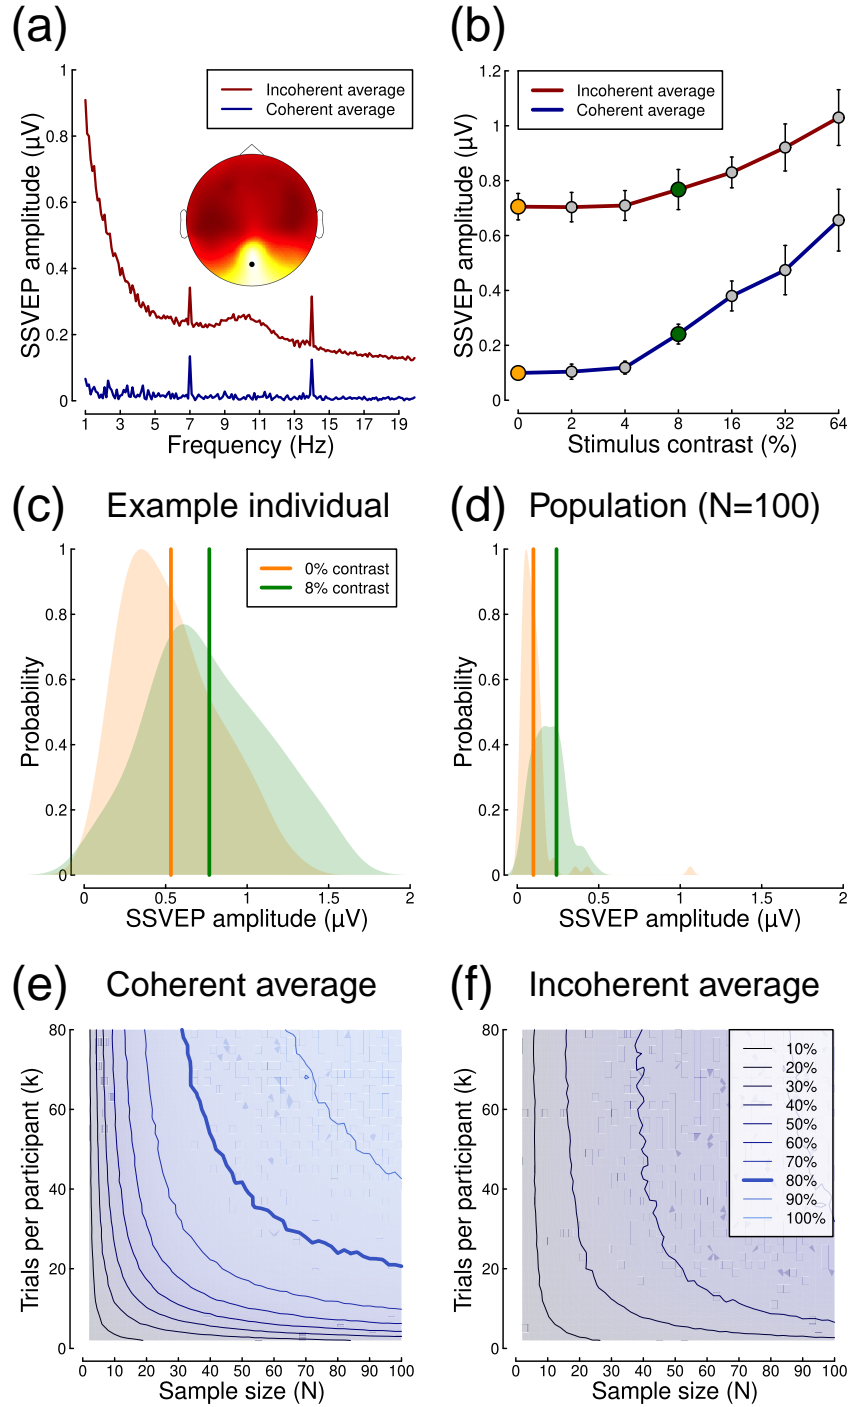 (a)
SSVEP amplitude (µV)
1
0.8
0.6
0.4
0.2
0
Incoherent average
Coherent average
1 3 5 7 9 11 13 15 17 19
Frequency (Hz)
(b)
SSVEP amplitude (µV)
1.2
1
0.8
0.6
0.4
0.2
0
Incoherent average
Coherent average
0 2 4 8 16 32 64
Stimulus contrast (%)
(c) Example individual
Probability
1
0.8
0.6
0.4
0.2
0
0% contrast
8% contrast
0 0.5 1 1.5 2
SSVEP amplitude (µV)
(d) Population (N=100)
Probability
1
0.8
0.6
0.4
0.2
0
0 0.5 1 1.5 2
SSVEP amplitude (µV)
(e) Coherent average
Trials per participant (k)
80
60
40
20
0
0 10 20 30 40 50 60 70 80 90 100
Sample size (N)
(f) Incoherent average
Trials per participant (k)
80
60
40
20
0
10%
20%
30%
40%
50%
60%
70%
80%
90%
100%
0 10 20 30 40 50 60 70 80 90 100
Sample size (N)